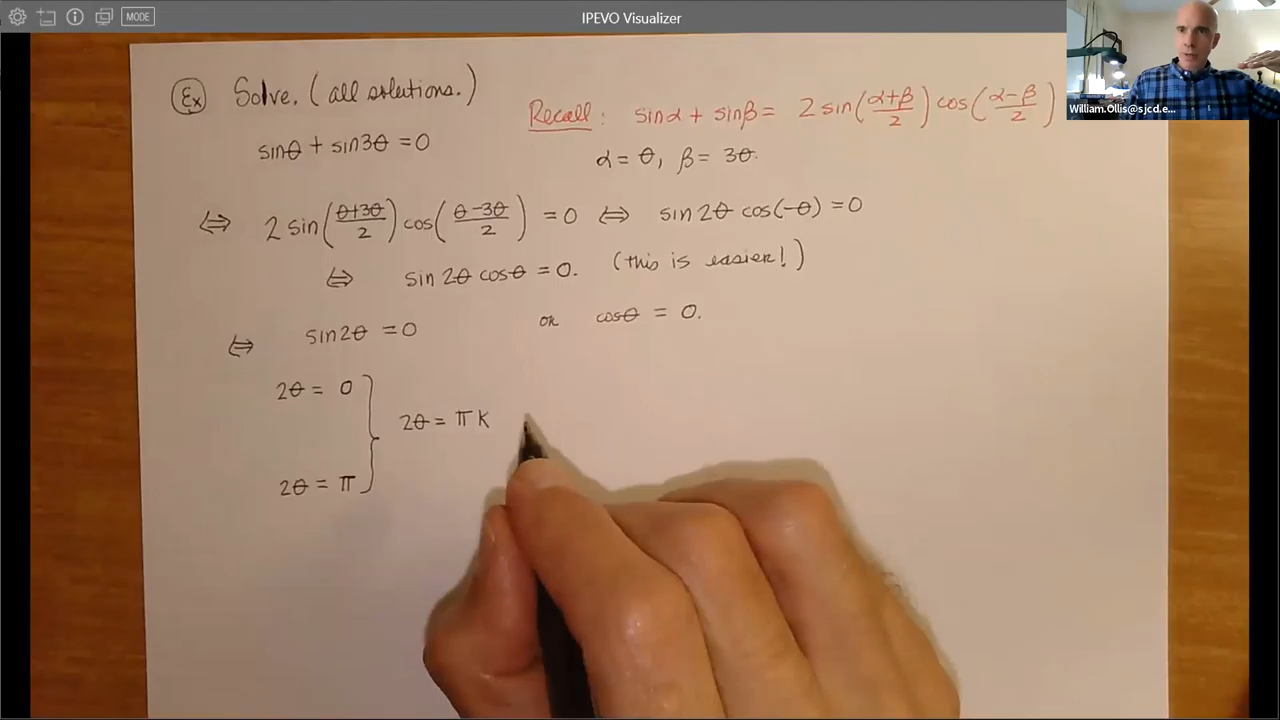 MODE
IPEVO Visualizer
William.Ollis@sjcd.e...
Ex Solve. (all solutions.)
Recall: sinα + sinβ = 2 sin((α+β)/2) cos((α-β)/2)
sinθ + sin3θ = 0
α = θ, β = 3θ.
⇔ 2 sin((θ+3θ)/2) cos((θ-3θ)/2) = 0 ⇔ sin 2θ cos(-θ) = 0
⇔ sin 2θ cosθ = 0. (this is easier!)
⇔ sin2θ = 0 or cosθ = 0.
2θ = 0
2θ = πK
2θ = π